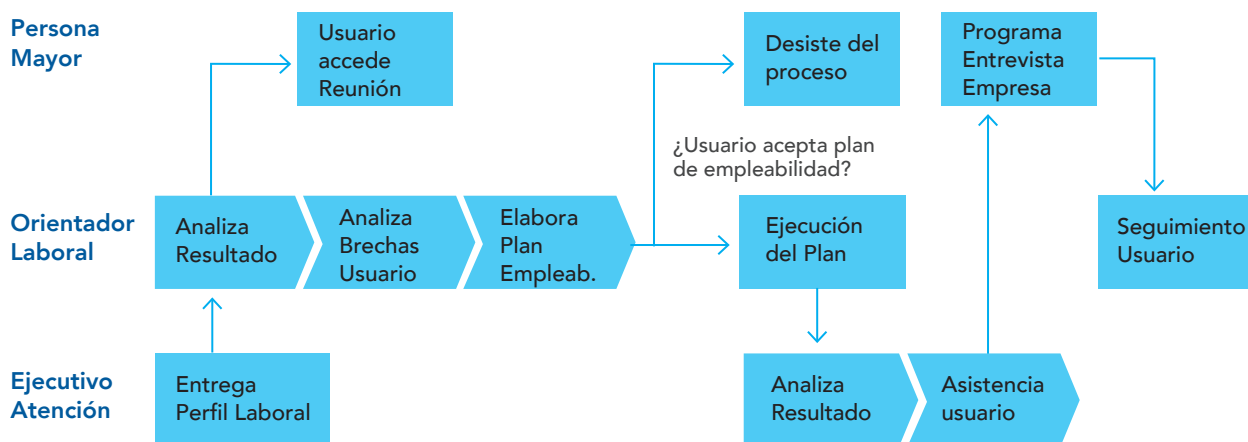 Persona
Mayor
Usuario
accede
Reunión
Desiste del
proceso
Programa
Entrevista
Empresa
¿Usuario acepta plan
de empleabilidad?
Orientador
Laboral
Analiza
Resultado
Analiza
Brechas
Usuario
Elabora
Plan
Empleab.
Ejecución
del Plan
Seguimiento
Usuario
Ejecutivo
Atención
Entrega
Perfil Laboral
Analiza
Resultado
Asistencia
usuario